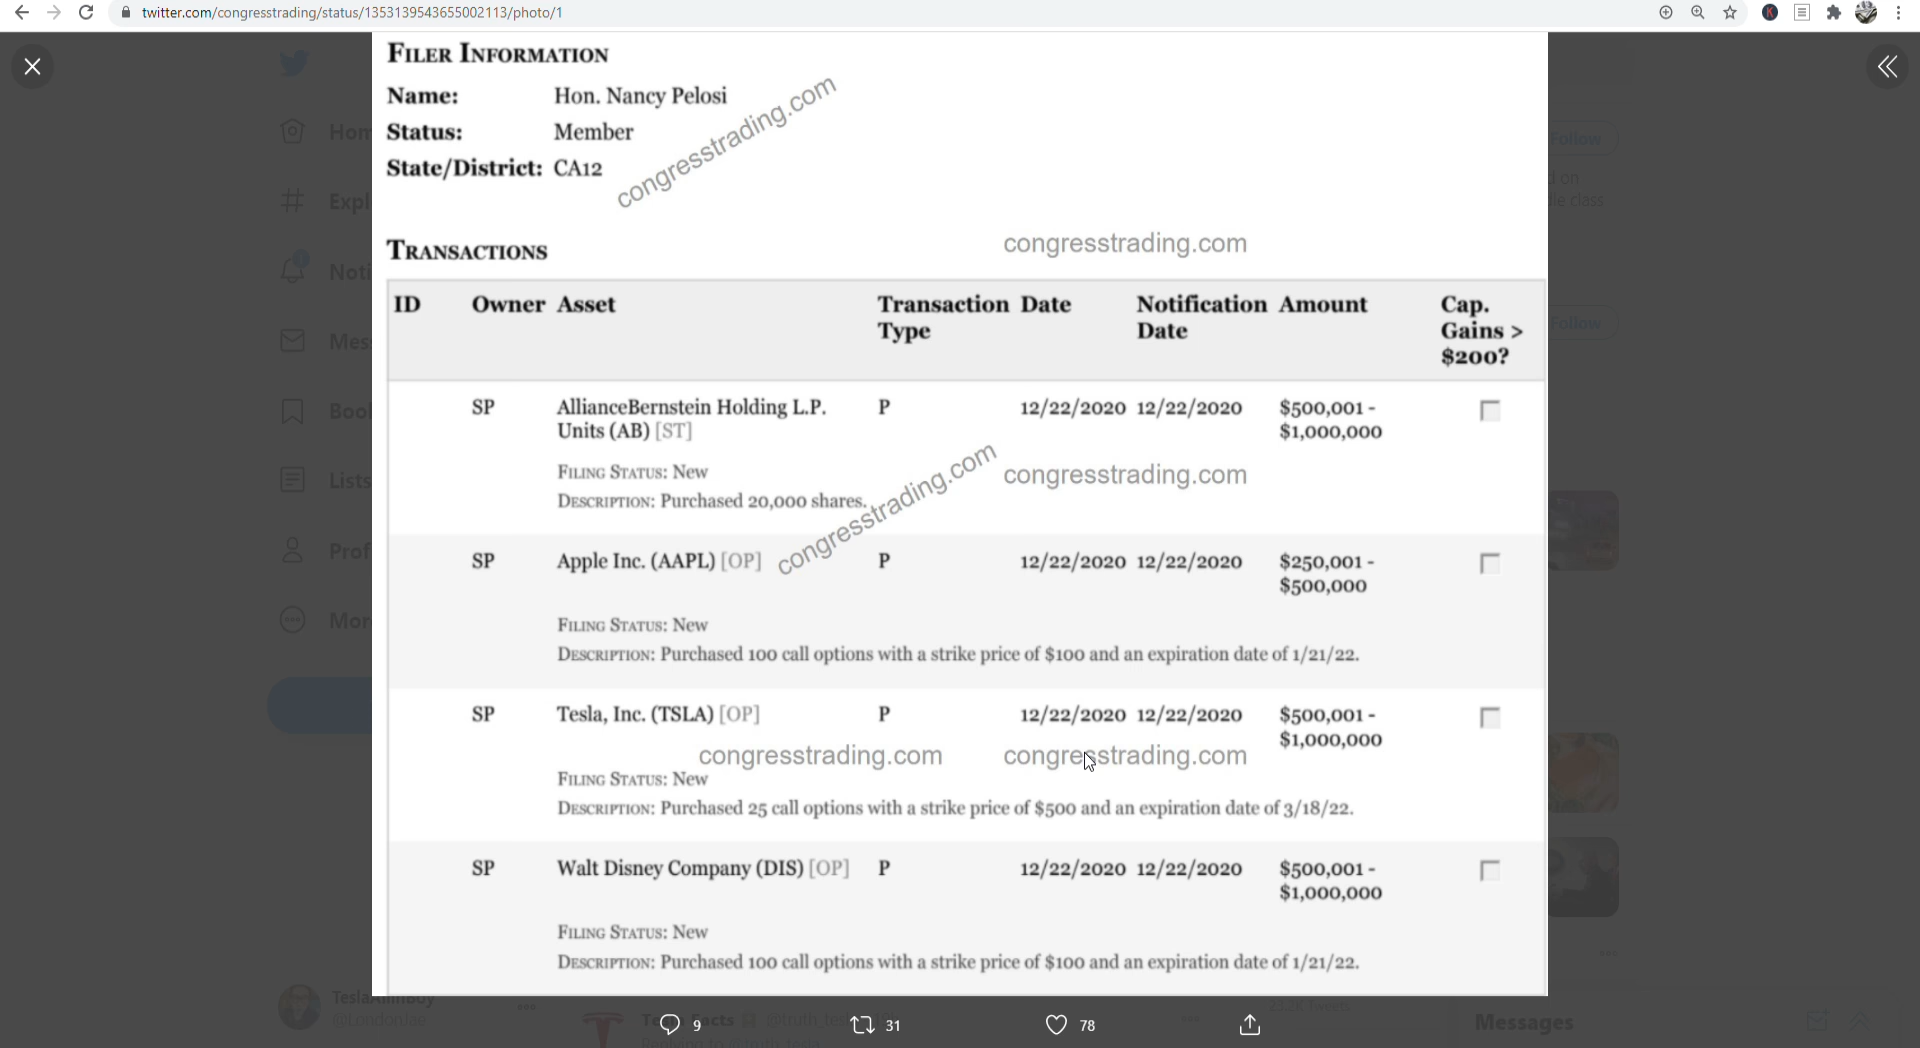 twitter.com/congresstrading/status/1353139543655002113/photo/1
FILER INFORMATION
Name: Hon. Nancy Pelosi
Status: Member
State/District: CA12
congresstrading.com
congresstrading.com
TRANSACTIONS
ID Owner Asset Transaction Type Date Notification Date Amount Cap. Gains > $200?
SP AllianceBernstein Holding L.P. P 12/22/2020 12/22/2020 $500,001 -
Units (AB) [ST] $1,000,000
FILING STATUS: New
congresstrading.com
congresstrading.com
DESCRIPTION: Purchased 20,000 shares.
SP Apple Inc. (AAPL) [OP] P 12/22/2020 12/22/2020 $250,001 -
$500,000
FILING STATUS: New
DESCRIPTION: Purchased 100 call options with a strike price of $100 and an expiration date of 1/21/22.
SP Tesla, Inc. (TSLA) [OP] P 12/22/2020 12/22/2020 $500,001 -
$1,000,000
congresstrading.com congresstrading.com
FILING STATUS: New
DESCRIPTION: Purchased 25 call options with a strike price of $500 and an expiration date of 3/18/22.
SP Walt Disney Company (DIS) [OP] P 12/22/2020 12/22/2020 $500,001 -
$1,000,000
FILING STATUS: New
DESCRIPTION: Purchased 100 call options with a strike price of $100 and an expiration date of 1/21/22.
9 31 78
Follow
Follow
Lists
Messages